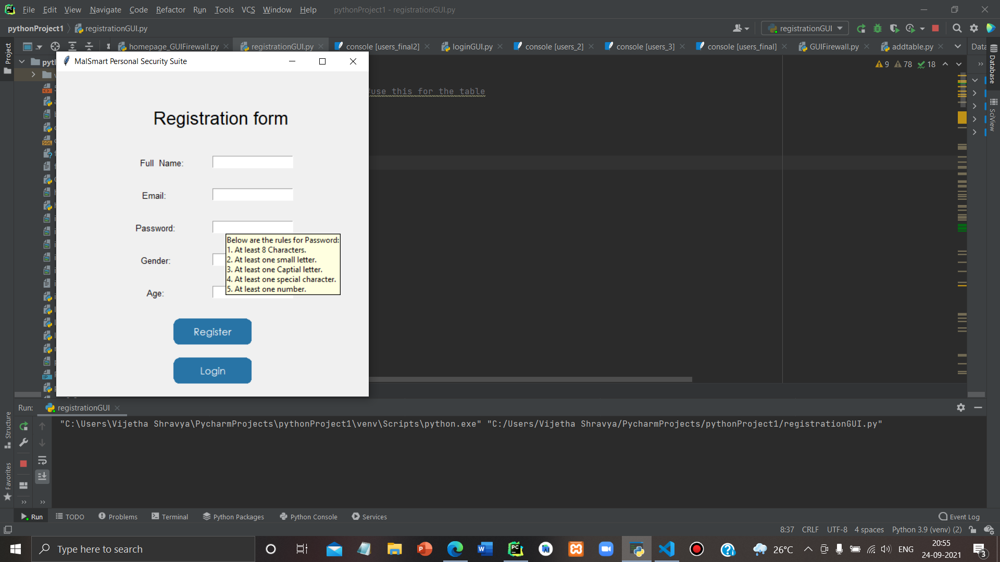 File Edit View Navigate Code Refactor Run Tools VCS Window Help pythonProject1 - registrationGUI.py
pythonProject1 registrationGUI.py registrationGUI
Project homepage_GUIFirewall.py registrationGUI.py console [users_final2] loginGUI.py console [users_2] console [users_3] console [users_final] GUIFirewall.py addtable.py Data
MalSmart Personal Security Suite
9 78 18
Database
use this for the table
SciView
Registration form
Full Name:
Email:
Password:
Below are the rules for Password:
1. At least 8 Characters.
2. At least one small letter.
3. At least one Captial letter.
4. At least one special character.
5. At least one number.
Gender:
Age:
Register
Login
Run: registrationGUI
"C:\Users\Vijetha Shravya\PycharmProjects\pythonProject1\venv\Scripts\python.exe" "C:/Users/Vijetha Shravya/PycharmProjects/pythonProject1/registrationGUI.py"
Structure
Favorites
Run TODO Problems Terminal Python Packages Python Console Services Event Log
8:37 CRLF UTF-8 4 spaces Python 3.9 (venv) (2)
Type here to search 26°C ENG 20:55
24-09-2021 3